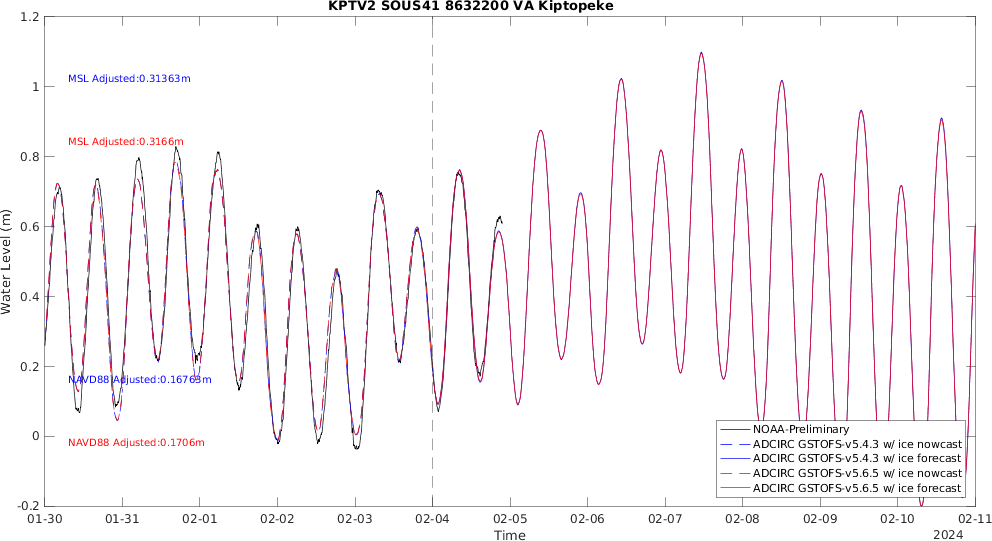 KPTV2 SOUS41 8632200 VA Kiptopeke
1.2
1
0.8
0.6
0.4
0.2
0
-0.2
Water Level (m)
MSL Adjusted:0.31363m
MSL Adjusted:0.3166m
NAVD88 Adjusted:0.16763m
NAVD88 Adjusted:0.1706m
NOAA-Preliminary
ADCIRC GSTOFS-v5.4.3 w/ ice nowcast
ADCIRC GSTOFS-v5.4.3 w/ ice forecast
ADCIRC GSTOFS-v5.6.5 w/ ice nowcast
ADCIRC GSTOFS-v5.6.5 w/ ice forecast
01-30 01-31 02-01 02-02 02-03 02-04 02-05 02-06 02-07 02-08 02-09 02-10 02-11
Time
2024